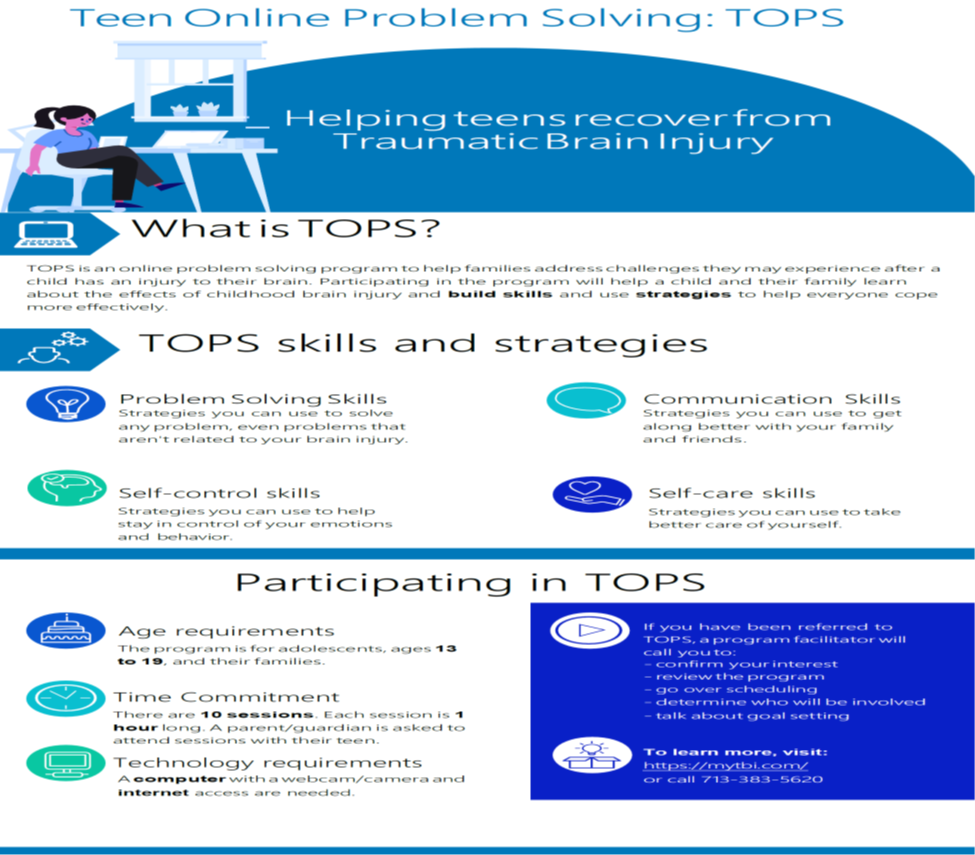 Teen Online Problem Solving: TOPS
Helping teens recover from
Traumatic Brain Injury
What is TOPS?
TOPS is an online problem solving program to help families address challenges they may experience after a
child has an injury to their brain. Participating in the program will help a child and their family learn
about the effects of childhood brain injury and build skills and use strategies to help everyone cope
more effectively.
TOPS skills and strategies
Problem Solving Skills
Strategies you can use to solve
any problem, even problems that
aren't related to your brain injury.
Communication Skills
Strategies you can use to get
along better with your family
and friends.
Self-control skills
Strategies you can use to help
stay in control of your emotions
and behavior.
Self-care skills
Strategies you can use to take
better care of yourself.
Participating in TOPS
Age requirements
The program is for adolescents, ages 13
to 19, and their families.
Time Commitment
There are 10 sessions. Each session is 1
hour long. A parent/guardian is asked to
attend sessions with their teen.
Technology requirements
A computer with a webcam/camera and
internet access are needed.
If you have been referred to
TOPS, a program facilitator will
call you to:
- confirm your interest
- review the program
- go over scheduling
- determine who will be involved
- talk about goal setting
To learn more, visit:
https://mytbi.com/
or call 713-383-5620